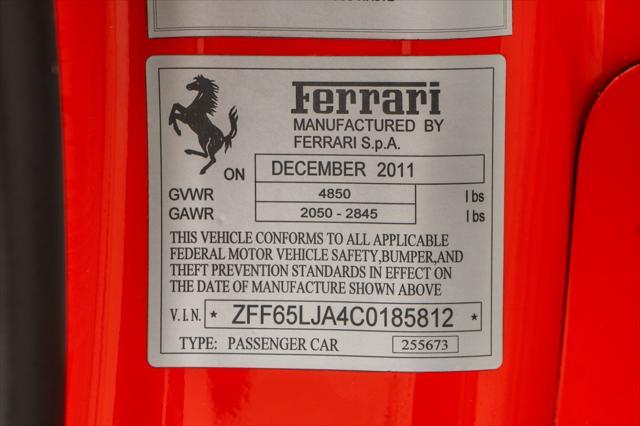 Ferrari
MANUFACTURED BY
FERRARI S.p.A.
ON DECEMBER 2011
GVWR 4850 lbs
GAWR 2050 - 2845 lbs
THIS VEHICLE CONFORMS TO ALL APPLICABLE
FEDERAL MOTOR VEHICLE SAFETY,BUMPER,AND
THEFT PREVENTION STANDARDS IN EFFECT ON
THE DATE OF MANUFACTURE SHOWN ABOVE
V.I.N. * ZFF65LJA4C0185812 *
TYPE: PASSENGER CAR 255673